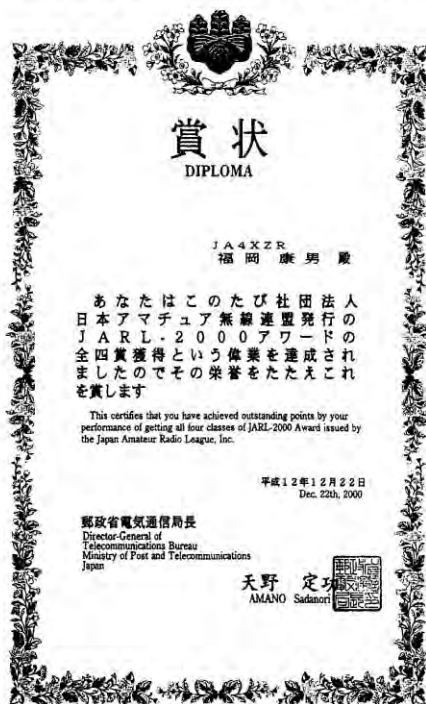 賞状
DIPLOMA
JA4XZR
福岡 康男 殿
あなたはこのたび社団法人
日本アマチュア無線連盟発行の
JARL-2000アワードの
全四賞獲得という偉業を達成され
ましたのでその栄誉をたたえこれ
を賞します
This certifies that you have achieved outstanding points by your
performance of getting all four classes of JARL-2000 Award issued by
the Japan Amateur Radio League, Inc.
平成12年12月22日
Dec. 22th, 2000
郵政省電気通信局長
Director-General of
Telecommunications Bureau
Ministry of Post and Telecommunications
Japan
天野 定功
AMANO Sadanori